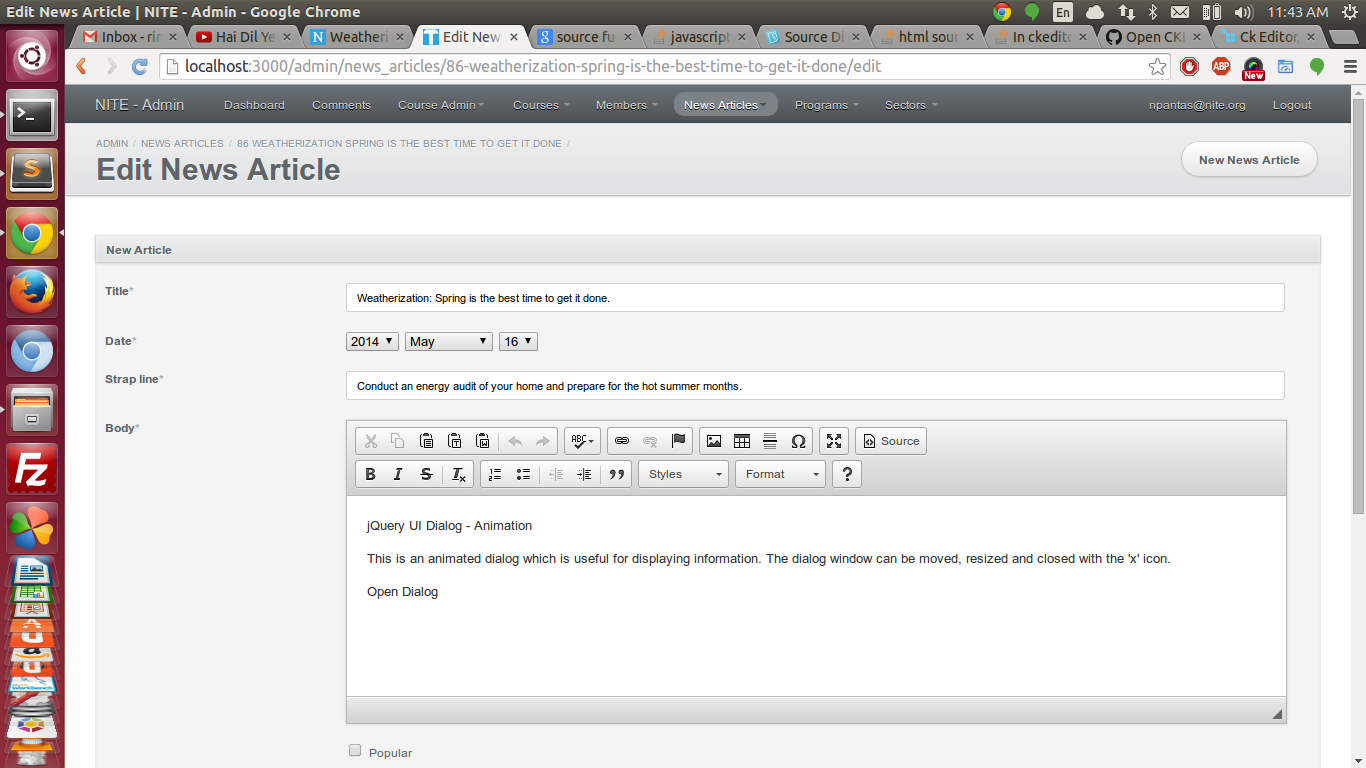 Edit News Article | NITE - Admin - Google Chrome
En
11:43 AM
Inbox - rir
Hai Dil Ye
Weatheri
Edit New
source fu
javascript
Source Di
html sour
In ckedito
Open CKE
Ck Editor,
localhost:3000/admin/news_articles/86-weatherization-spring-is-the-best-time-to-get-it-done/edit
ABP
New
NITE - Admin
Dashboard
Comments
Course Admin
Courses
Members
News Articles
Programs
Sectors
npantas@nite.org
Logout
ADMIN / NEWS ARTICLES / 86 WEATHERIZATION SPRING IS THE BEST TIME TO GET IT DONE /
Edit News Article
New News Article
New Article
Title*
Weatherization: Spring is the best time to get it done.
Date*
2014
May
16
Strap line*
Conduct an energy audit of your home and prepare for the hot summer months.
Body*
ABC
Ω
Source
B
I
S
Ix
Styles
Format
?
jQuery UI Dialog - Animation
This is an animated dialog which is useful for displaying information. The dialog window can be moved, resized and closed with the 'x' icon.
Open Dialog
Popular